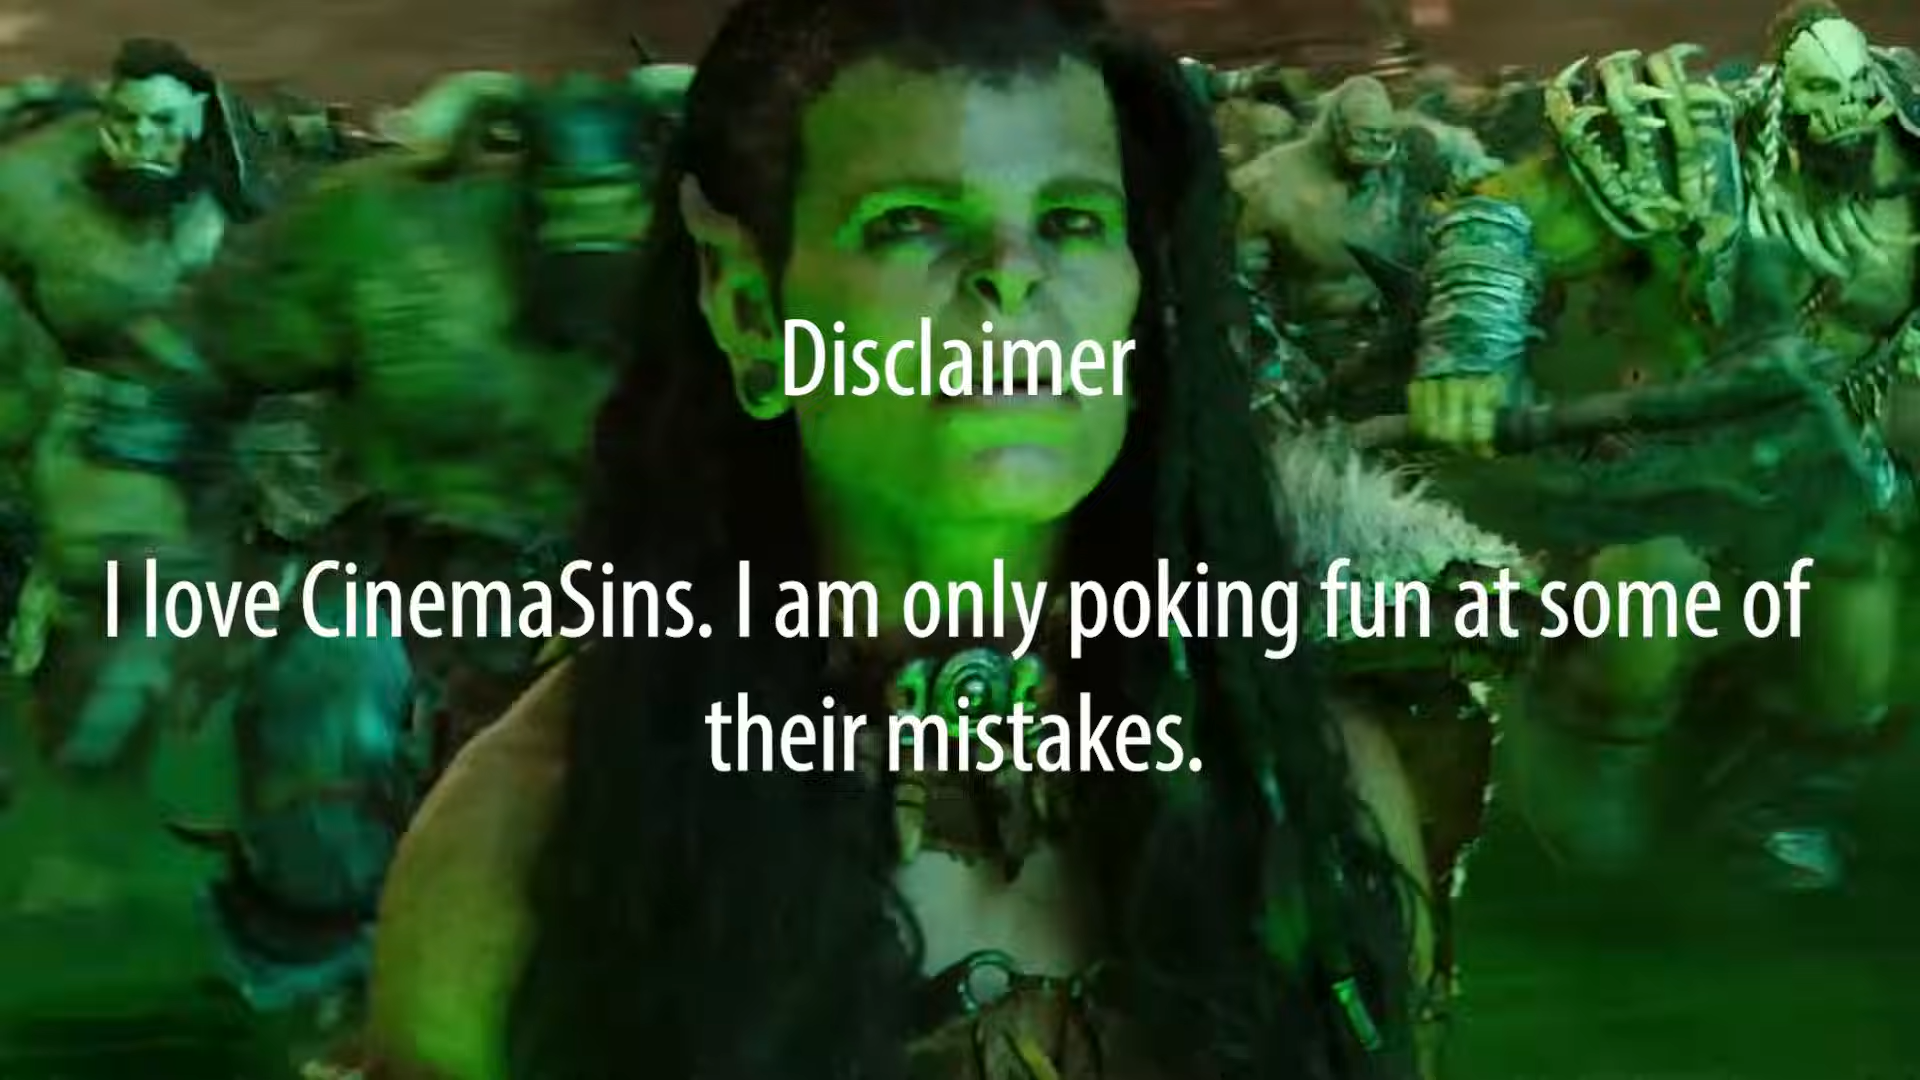 Disclaimer
I love CinemaSins. I am only poking fun at some of
their mistakes.